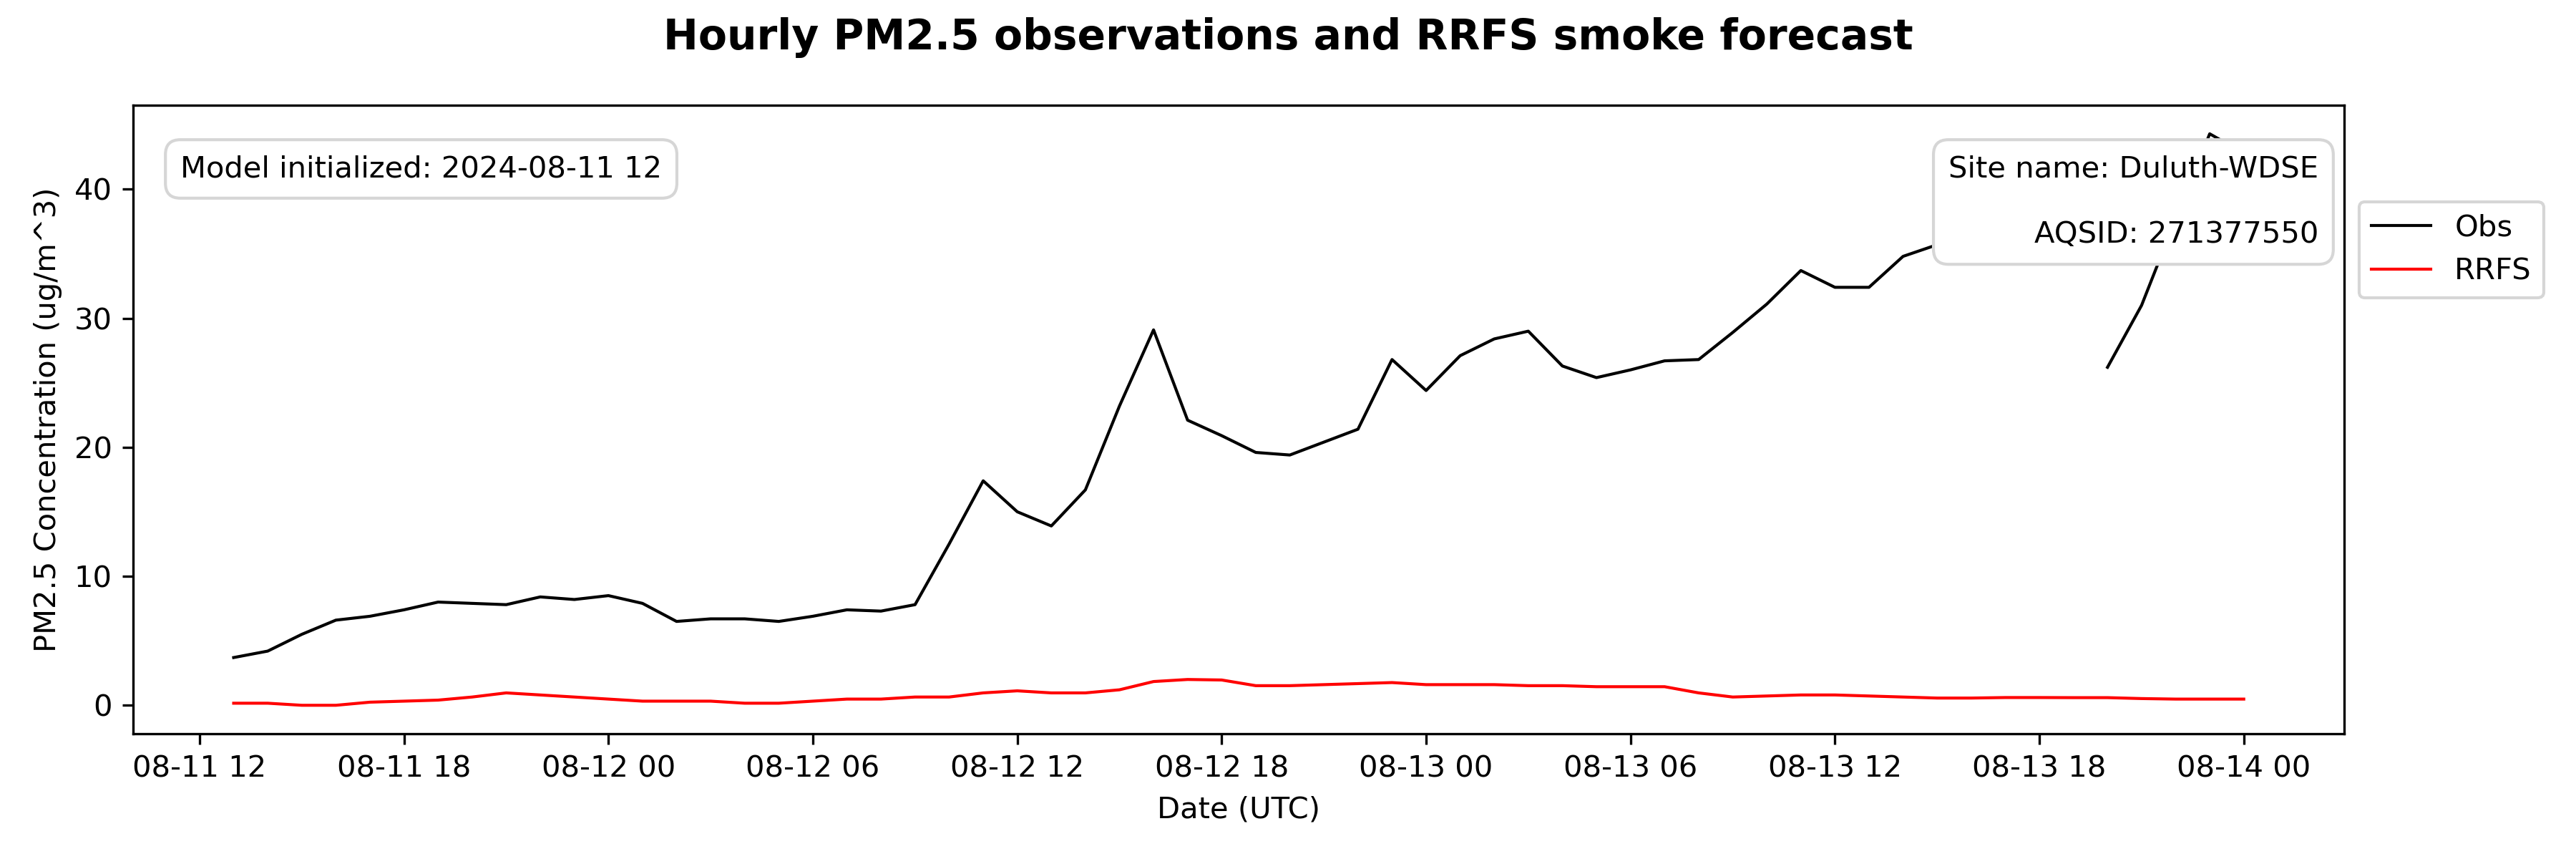 Hourly PM2.5 observations and RRFS smoke forecast
Model initialized: 2024-08-11 12
Site name: Duluth-WDSE
AQSID: 271377550
Obs
RRFS
PM2.5 Concentration (ug/m^3)
40
30
20
10
0
08-11 12
08-11 18
08-12 00
08-12 06
08-12 12
08-12 18
08-13 00
08-13 06
08-13 12
08-13 18
08-14 00
Date (UTC)